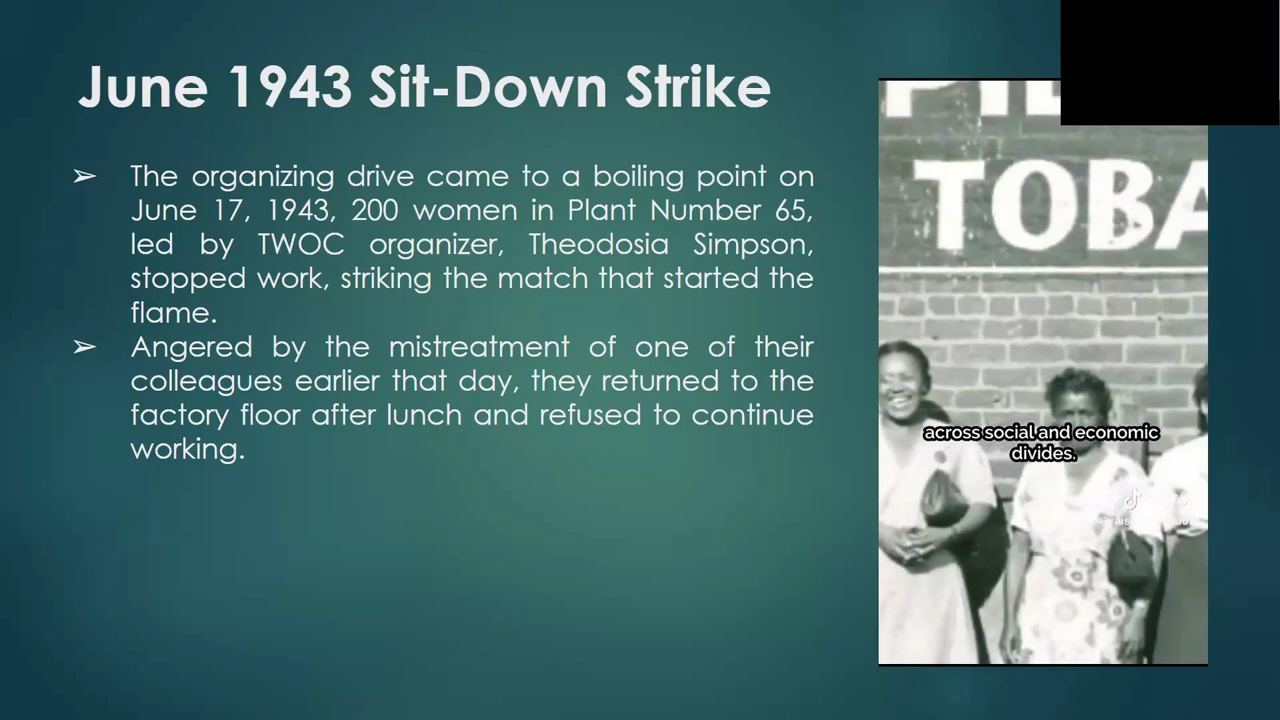 June 1943 Sit-Down Strike
➢ The organizing drive came to a boiling point on
June 17, 1943, 200 women in Plant Number 65,
led by TWOC organizer, Theodosia Simpson,
stopped work, striking the match that started the
flame.
➢ Angered by the mistreatment of one of their
colleagues earlier that day, they returned to the
factory floor after lunch and refused to continue
working.
TOBA
across social and economic
divides.